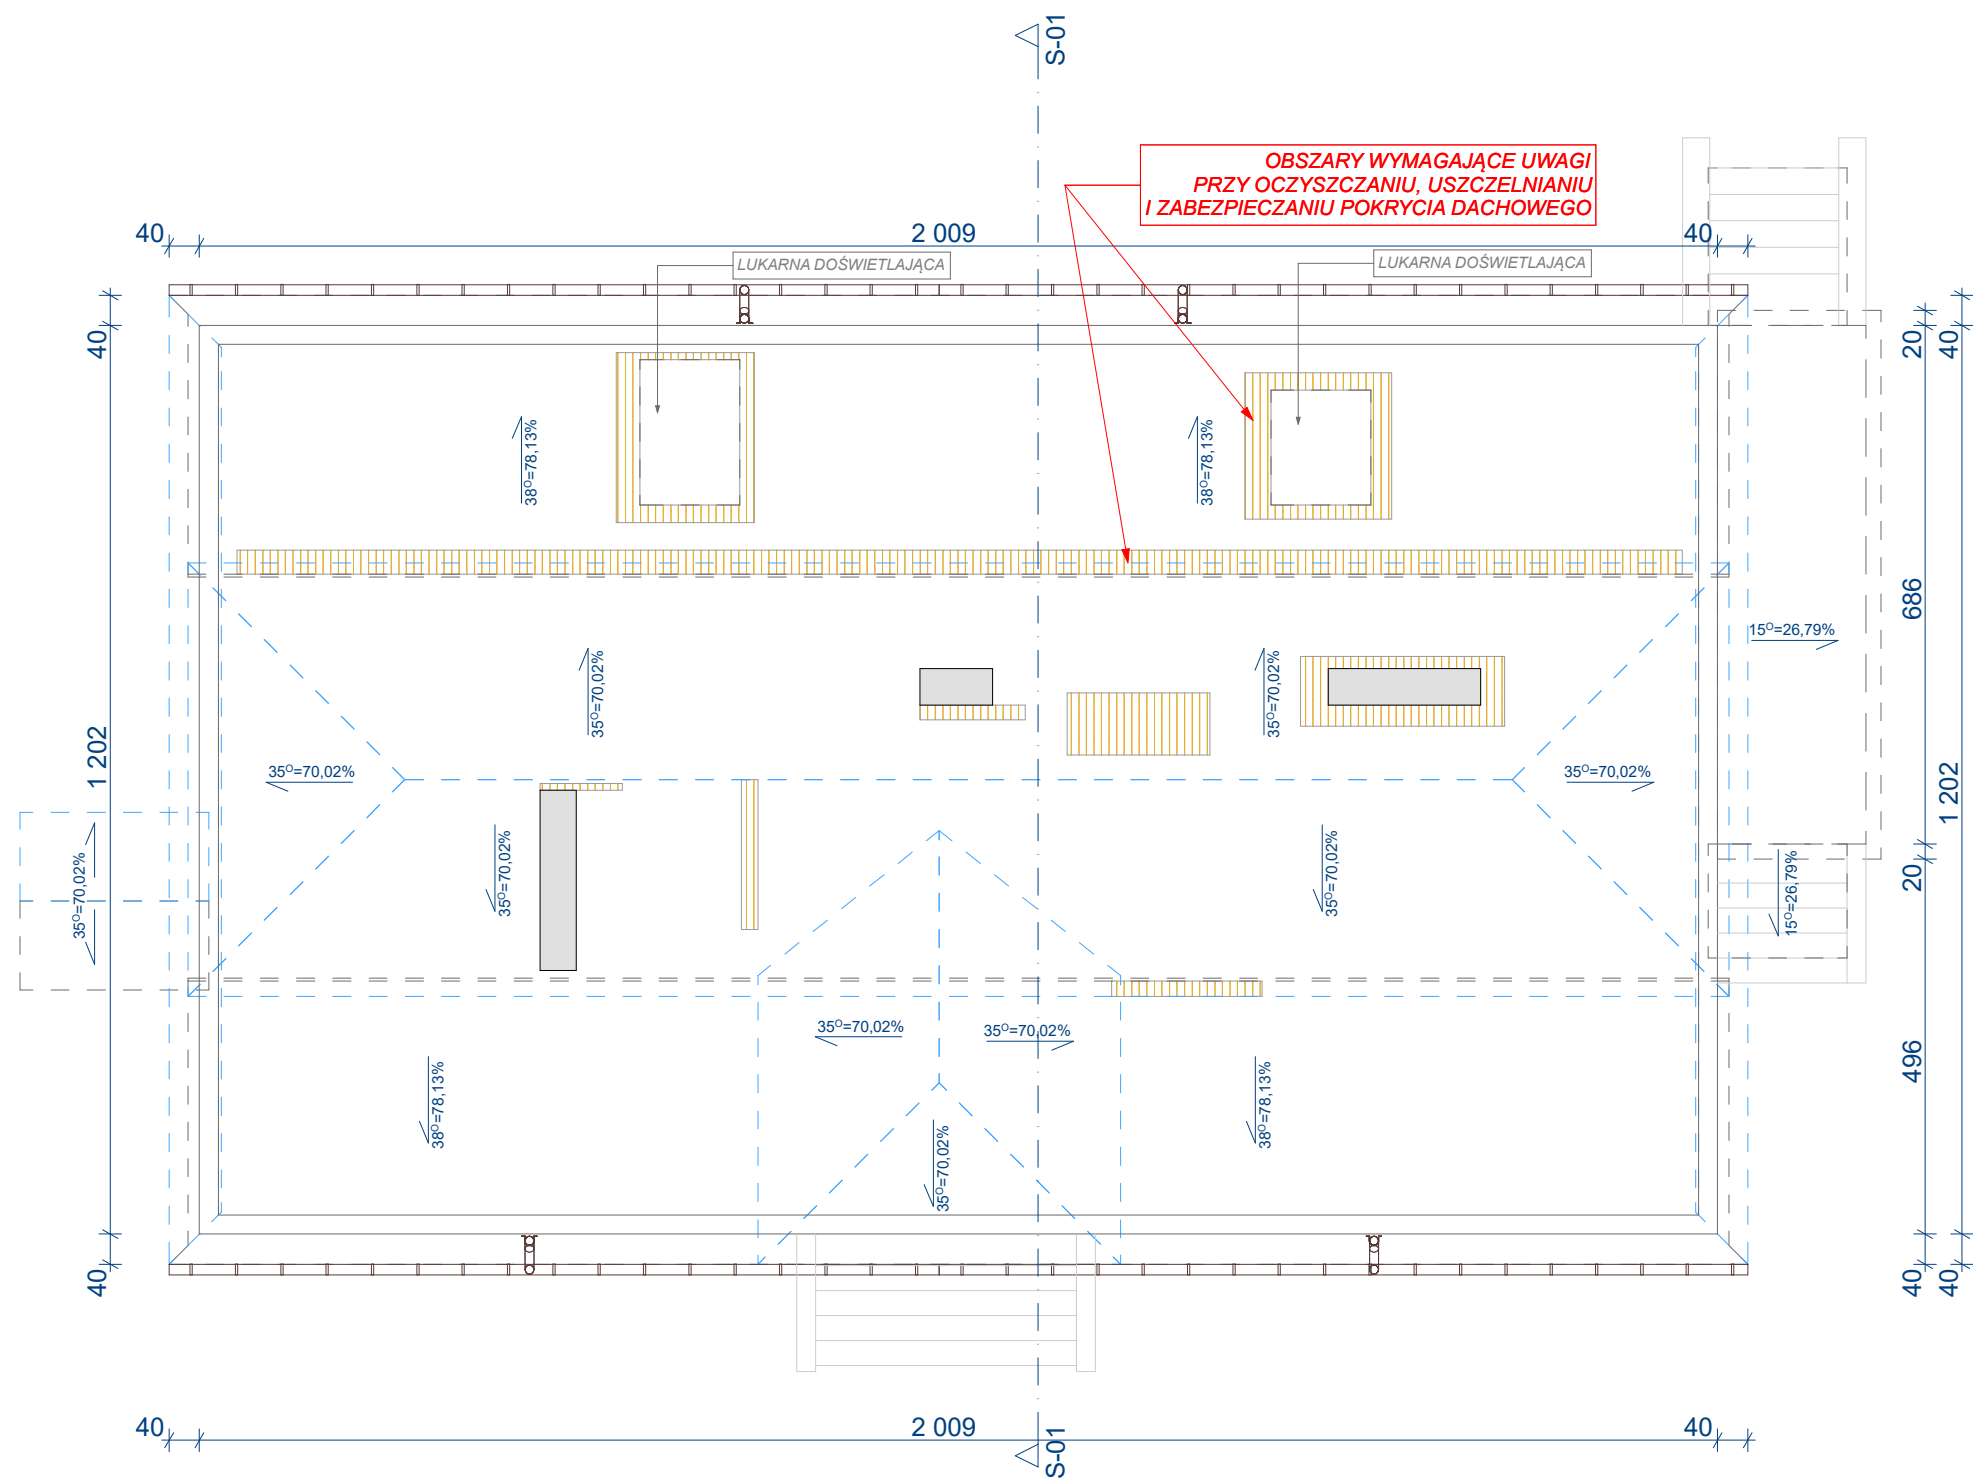 S-01
OBSZARY WYMAGAJĄCE UWAGI
PRZY OCZYSZCZANIU, USZCZELNIANIU
I ZABEZPIECZANIU POKRYCIA DACHOWEGO
40
2 009
40
LUKARNA DOŚWIETLAJĄCA
LUKARNA DOŚWIETLAJĄCA
40
20
40
38O=78,13%
38O=78,13%
686
15O=26,79%
35O=70,02%
35O=70,02%
1 202
35O=70,02%
35O=70,02%
1 202
35O=70,02%
35O=70,02%
35O=70,02%
20
15O=26,79%
35O=70,02%
35O=70,02%
496
38O=78,13%
38O=78,13%
35O=70,02%
40
40
40
40
2 009
40
S-01